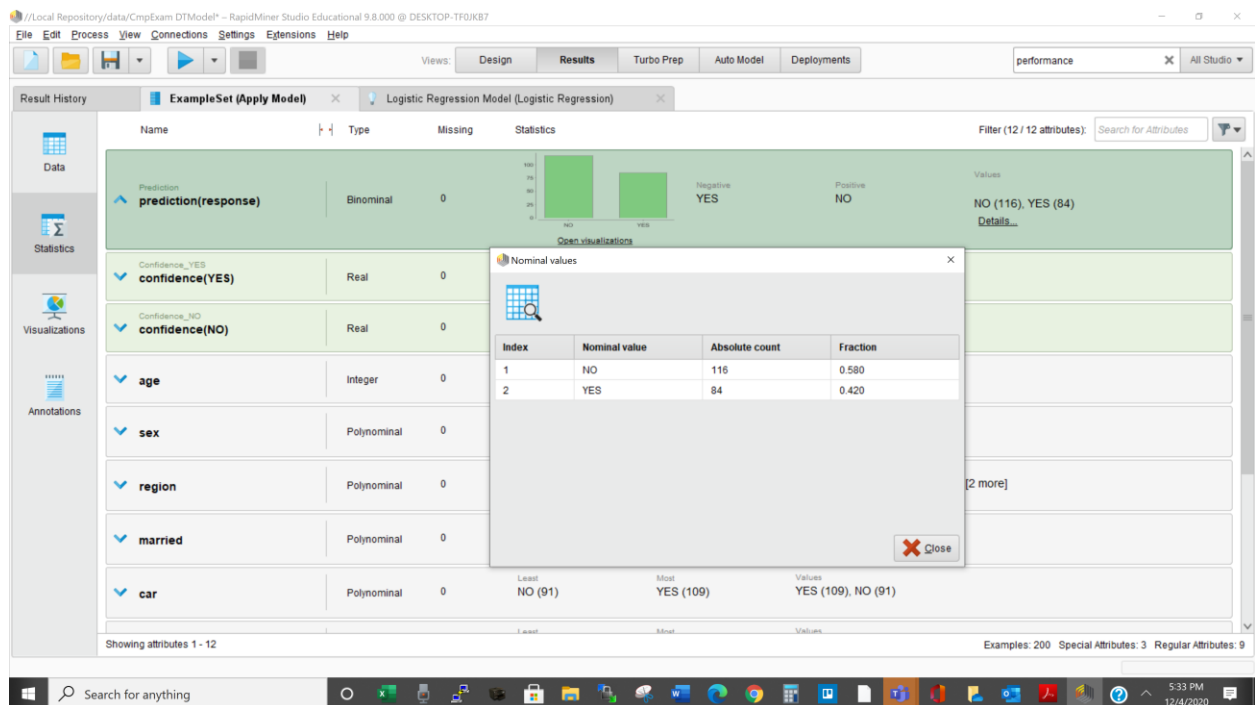 //Local Repository/data/CmpExam DTModel* – RapidMiner Studio Educational 9.8.000 @ DESKTOP-TF0JKB7
File Edit Process View Connections Settings Extensions Help
Views: Design Results Turbo Prep Auto Model Deployments performance All Studio
Result History ExampleSet (Apply Model) Logistic Regression Model (Logistic Regression)
Name Type Missing Statistics Filter (12 / 12 attributes): Search for Attributes
Data
Statistics
Visualizations
Annotations
Prediction
prediction(response) Binominal 0
100
75
50
25
0
NO YES
Open visualizations
Negative
YES
Positive
NO
Values
NO (116), YES (84)
Details...
Confidence_YES
confidence(YES) Real 0
Confidence_NO
confidence(NO) Real 0
age Integer 0
sex Polynominal 0
region Polynominal 0 [2 more]
married Polynominal 0
car Polynominal 0
Least
NO (91)
Most
YES (109)
Values
YES (109), NO (91)
Least Most Values
Nominal values
Index Nominal value Absolute count Fraction
1 NO 116 0.580
2 YES 84 0.420
Close
Showing attributes 1 - 12 Examples: 200 Special Attributes: 3 Regular Attributes: 9
Search for anything
5:33 PM
12/4/2020